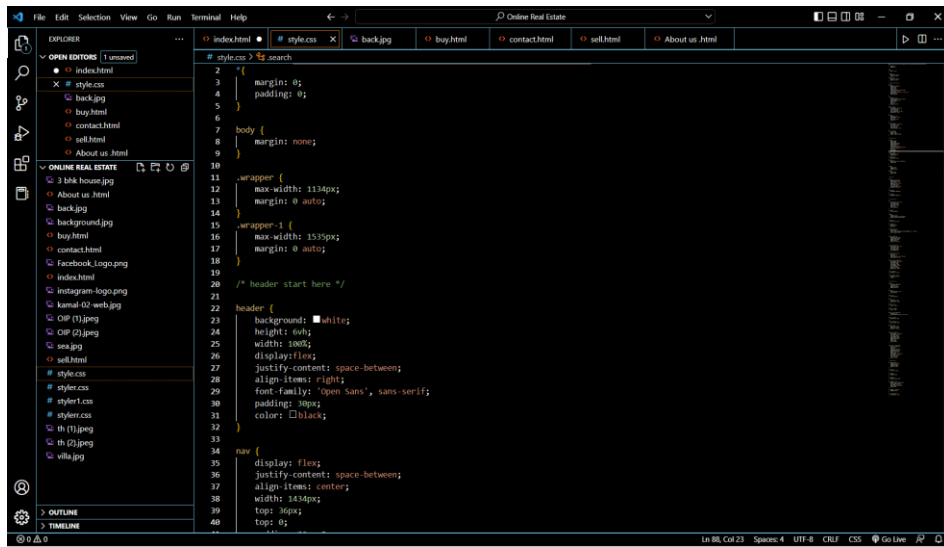 File Edit Selection View Go Run Terminal Help
Online Real Estate
EXPLORER
index.html
style.css
back.jpg
buy.html
contact.html
sell.html
About us .html
OPEN EDITORS 1 unsaved
index.html
style.css
back.jpg
buy.html
contact.html
sell.html
About us .html
ONLINE REAL ESTATE
3 bhk house.jpg
About us .html
back.jpg
background.jpg
buy.html
contact.html
Facebook_Logo.png
index.html
instagram-logo.png
kamal-02-web.jpg
OIP (1).jpeg
OIP (2).jpeg
sea.jpg
sell.html
# style.css
# styler.css
# styler1.css
# stylerr.css
th (1).jpeg
th (2).jpeg
villa.jpg
OUTLINE
TIMELINE
# style.css > .search
2 *{
3 margin: 0;
4 padding: 0;
5 }
6
7 body {
8 margin: none;
9 }
10
11 .wrapper {
12 max-width: 1134px;
13 margin: 0 auto;
14 }
15 .wrapper-1 {
16 max-width: 1535px;
17 margin: 0 auto;
18 }
19
20 /* header start here */
21
22 header {
23 background: white;
24 height: 6vh;
25 width: 100%;
26 display:flex;
27 justify-content: space-between;
28 align-items: right;
29 font-family: 'Open Sans', sans-serif;
30 padding: 30px;
31 color: black;
32 }
33
34 nav {
35 display: flex;
36 justify-content: space-between;
37 align-items: center;
38 width: 1434px;
39 top: 36px;
40 top: 0;
0 0
Ln 88, Col 23 Spaces: 4 UTF-8 CRLF CSS Go Live